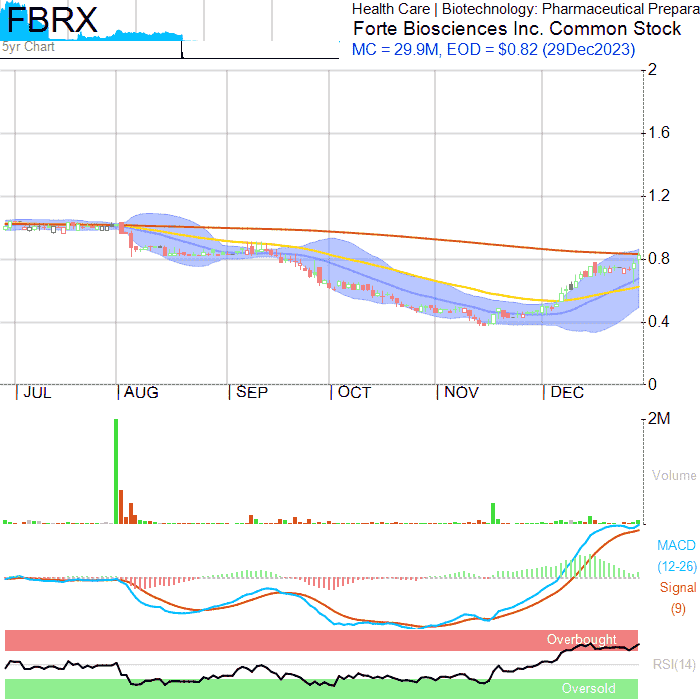 FBRX
5yr Chart
Health Care | Biotechnology: Pharmaceutical Prepara
Forte Biosciences Inc. Common Stock
MC = 29.9M, EOD = $0.82 (29Dec2023)
2
1.6
1.2
0.8
0.4
0
JUL AUG SEP OCT NOV DEC
2M
Volume
MACD
(12-26)
Signal
(9)
Overbought
RSI(14)
Oversold